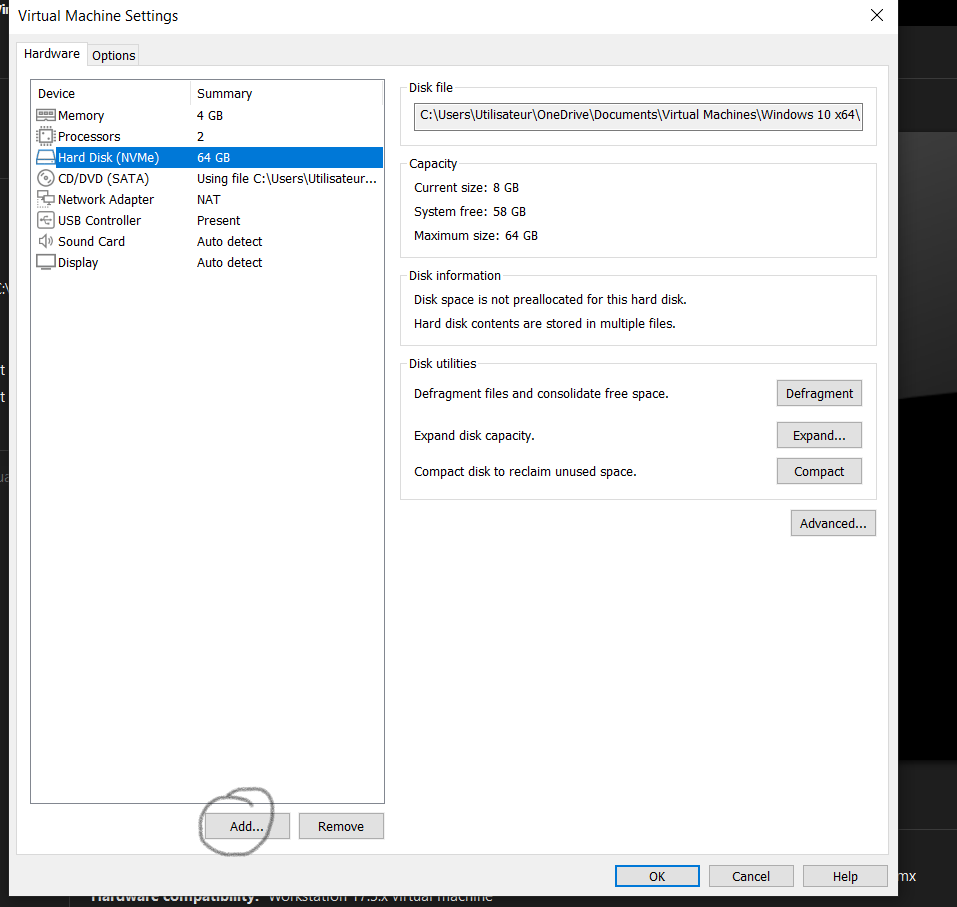 Virtual Machine Settings
Hardware
Options
Device Summary
Memory 4 GB
Processors 2
Hard Disk (NVMe) 64 GB
CD/DVD (SATA) Using file C:\Users\Utilisateur...
Network Adapter NAT
USB Controller Present
Sound Card Auto detect
Display Auto detect
Add...
Remove
Disk file
C:\Users\Utilisateur\OneDrive\Documents\Virtual Machines\Windows 10 x64\
Capacity
Current size: 8 GB
System free: 58 GB
Maximum size: 64 GB
Disk information
Disk space is not preallocated for this hard disk.
Hard disk contents are stored in multiple files.
Disk utilities
Defragment files and consolidate free space.
Defragment
Expand disk capacity.
Expand...
Compact disk to reclaim unused space.
Compact
Advanced...
OK
Cancel
Help
mx
Hardware compatibility: Workstation 17.5.x virtual machine